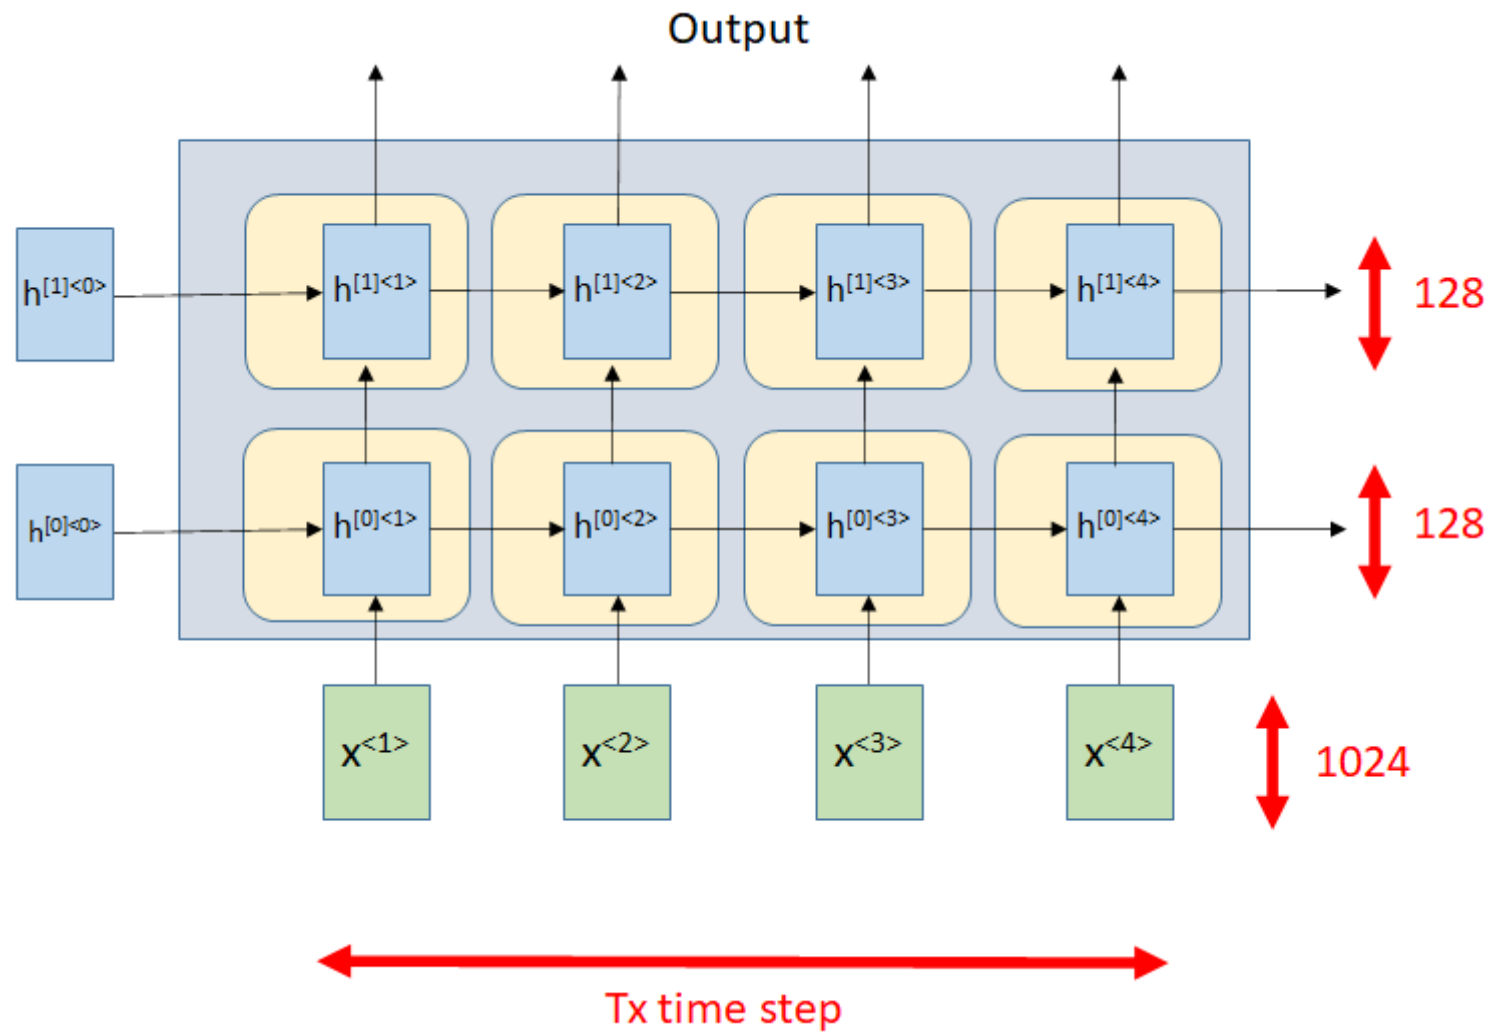 Output
h[1]<0> h[1]<1> h[1]<2> h[1]<3> h[1]<4> 128
h[0]<0> h[0]<1> h[0]<2> h[0]<3> h[0]<4> 128
x<1> x<2> x<3> x<4> 1024
Tx time step